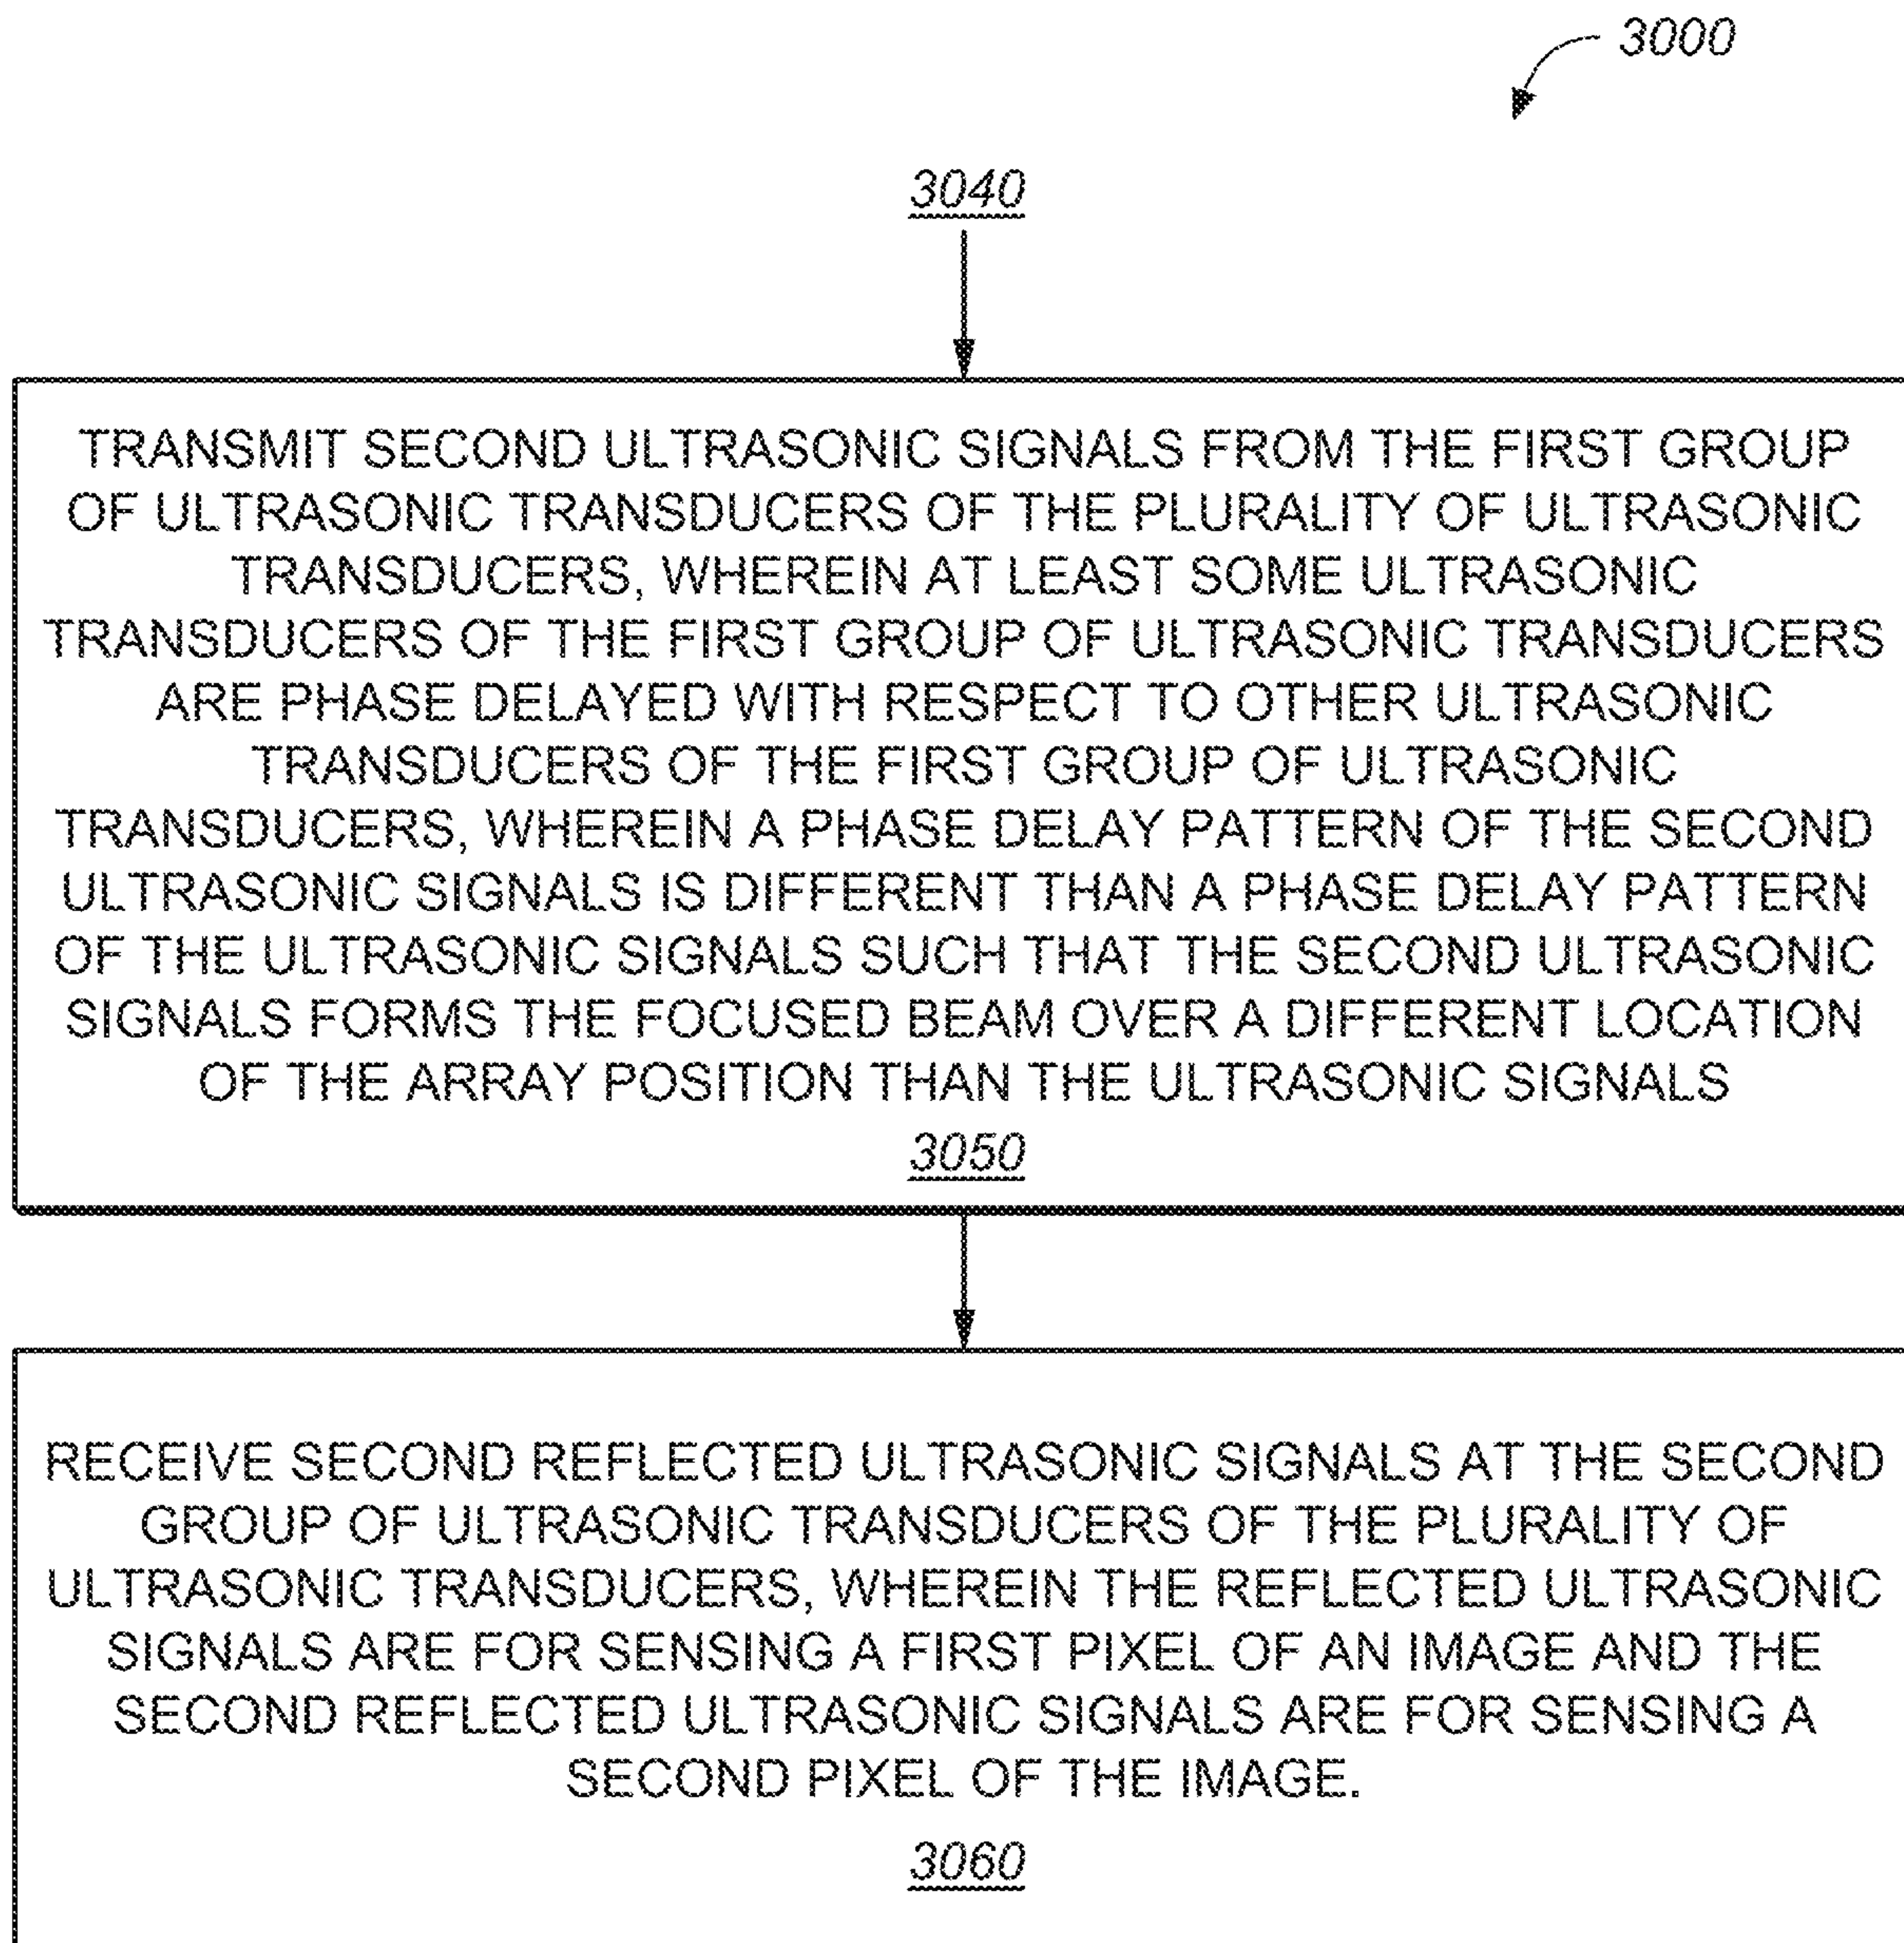 3000
3040
TRANSMIT SECOND ULTRASONIC SIGNALS FROM THE FIRST GROUP
OF ULTRASONIC TRANSDUCERS OF THE PLURALITY OF ULTRASONIC
TRANSDUCERS, WHEREIN AT LEAST SOME ULTRASONIC
TRANSDUCERS OF THE FIRST GROUP OF ULTRASONIC TRANSDUCERS
ARE PHASE DELAYED WITH RESPECT TO OTHER ULTRASONIC
TRANSDUCERS OF THE FIRST GROUP OF ULTRASONIC
TRANSDUCERS, WHEREIN A PHASE DELAY PATTERN OF THE SECOND
ULTRASONIC SIGNALS IS DIFFERENT THAN A PHASE DELAY PATTERN
OF THE ULTRASONIC SIGNALS SUCH THAT THE SECOND ULTRASONIC
SIGNALS FORMS THE FOCUSED BEAM OVER A DIFFERENT LOCATION
OF THE ARRAY POSITION THAN THE ULTRASONIC SIGNALS
3050
RECEIVE SECOND REFLECTED ULTRASONIC SIGNALS AT THE SECOND
GROUP OF ULTRASONIC TRANSDUCERS OF THE PLURALITY OF
ULTRASONIC TRANSDUCERS, WHEREIN THE REFLECTED ULTRASONIC
SIGNALS ARE FOR SENSING A FIRST PIXEL OF AN IMAGE AND THE
SECOND REFLECTED ULTRASONIC SIGNALS ARE FOR SENSING A
SECOND PIXEL OF THE IMAGE.
3060